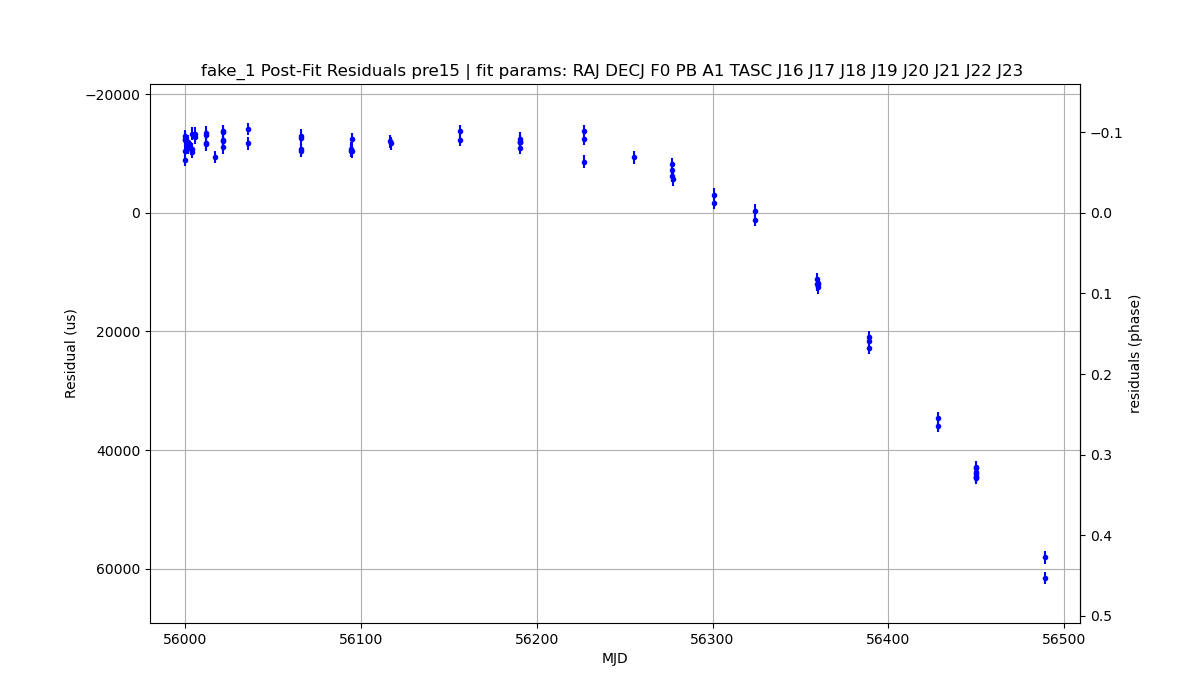 fake_1 Post-Fit Residuals pre15 | fit params: RAJ DECJ F0 PB A1 TASC J16 J17 J18 J19 J20 J21 J22 J23
−20000
0
20000
40000
60000
Residual (us)
−0.1
0.0
0.1
0.2
0.3
0.4
0.5
residuals (phase)
56000 56100 56200 56300 56400 56500
MJD